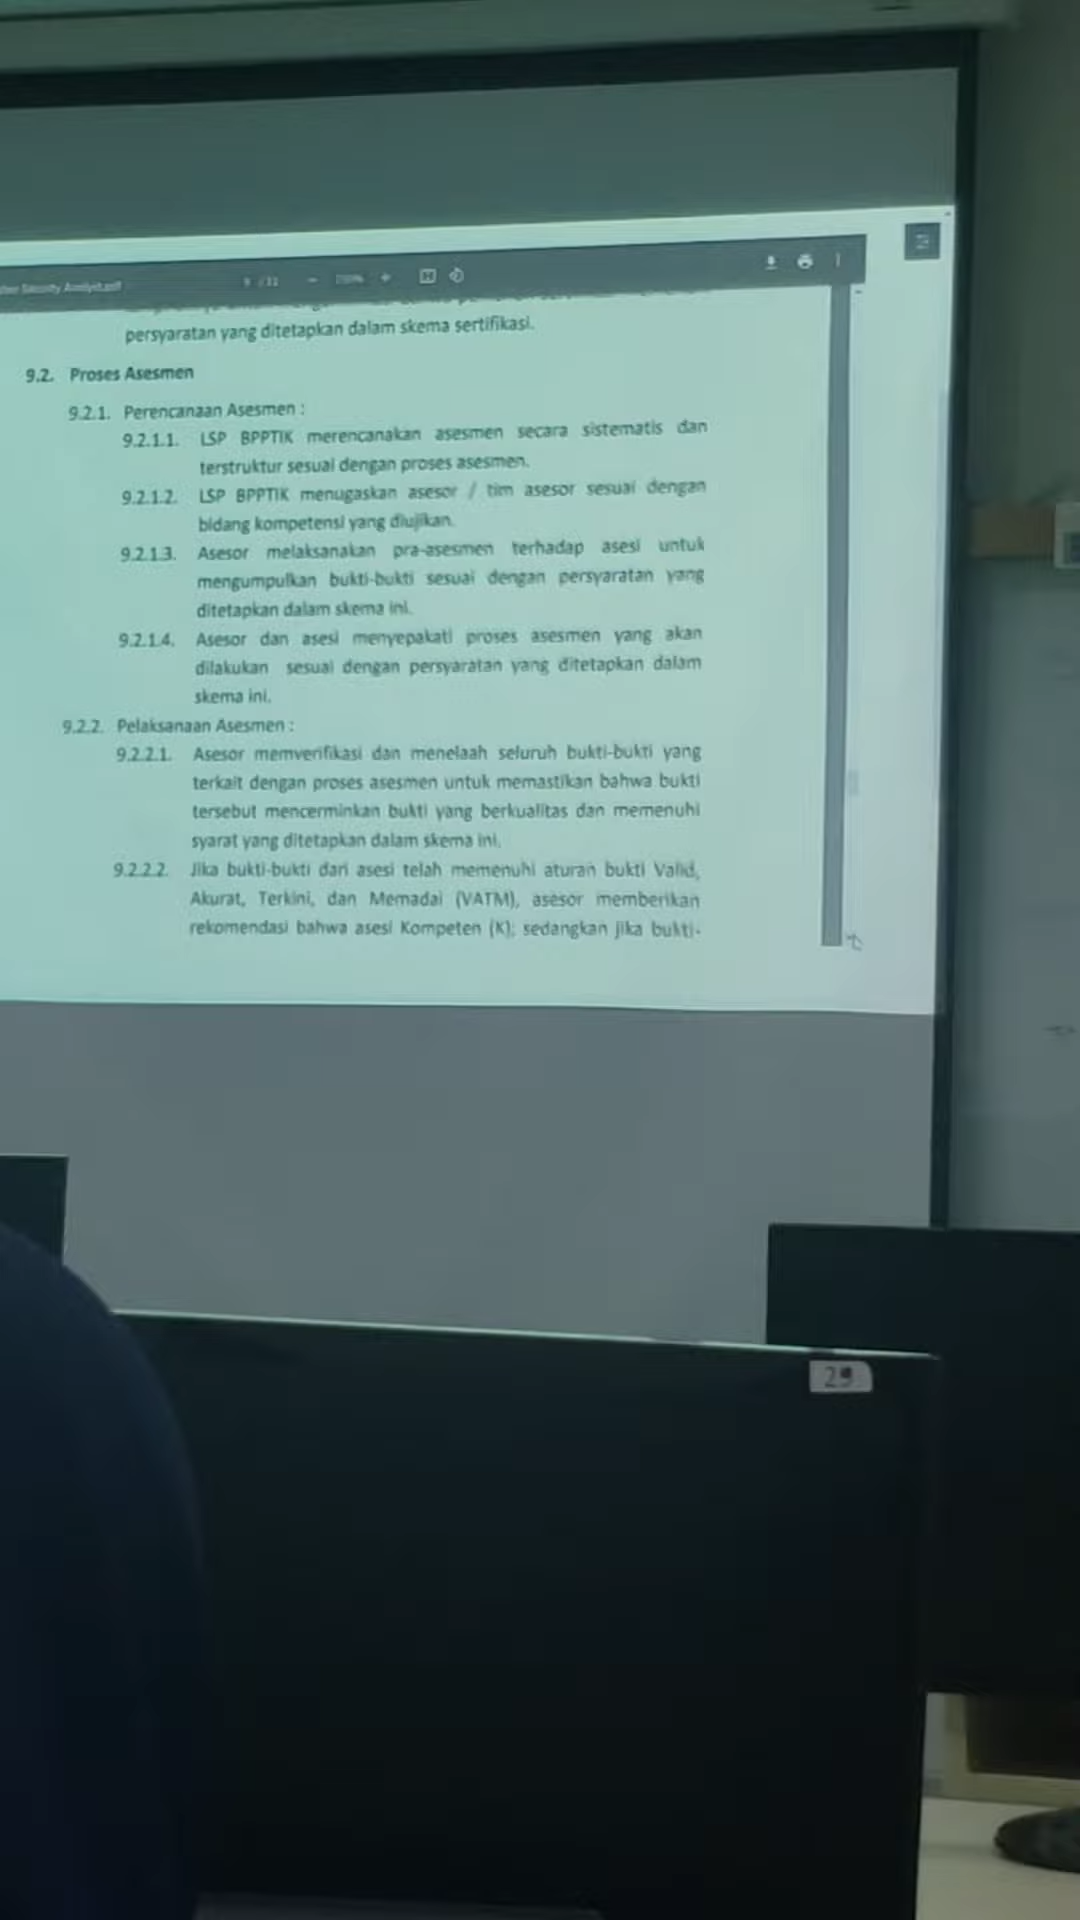 Security Analyst.pdf
9 / 11
persyaratan yang ditetapkan dalam skema sertifikasi.
9.2. Proses Asesmen
9.2.1. Perencanaan Asesmen :
9.2.1.1. LSP BPPTIK merencanakan asesmen secara sistematis dan
terstruktur sesuai dengan proses asesmen.
9.2.1.2. LSP BPPTIK menugaskan asesor / tim asesor sesuai dengan
bidang kompetensi yang diujikan.
9.2.1.3. Asesor melaksanakan pra-asesmen terhadap asesi untuk
mengumpulkan bukti-bukti sesuai dengan persyaratan yang
ditetapkan dalam skema ini.
9.2.1.4. Asesor dan asesi menyepakati proses asesmen yang akan
dilakukan sesuai dengan persyaratan yang ditetapkan dalam
skema ini.
9.2.2. Pelaksanaan Asesmen :
9.2.2.1. Asesor memverifikasi dan menelaah seluruh bukti-bukti yang
terkait dengan proses asesmen untuk memastikan bahwa bukti
tersebut mencerminkan bukti yang berkualitas dan memenuhi
syarat yang ditetapkan dalam skema ini.
9.2.2.2. Jika bukti-bukti dari asesi telah memenuhi aturan bukti Valid,
Akurat, Terkini, dan Memadai (VATM), asesor memberikan
rekomendasi bahwa asesi Kompeten (K); sedangkan jika bukti-
29